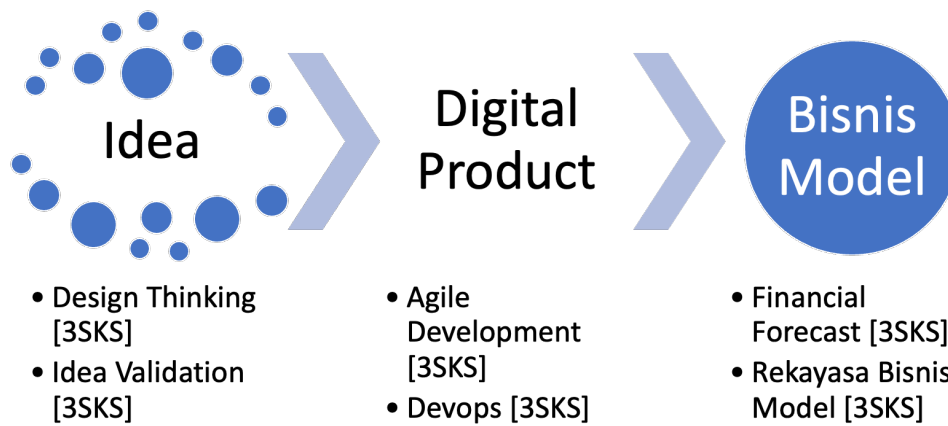 Idea
Digital
Product
Bisnis
Model
• Design Thinking
[3SKS]
• Idea Validation
[3SKS]
• Agile
Development
[3SKS]
• Devops [3SKS]
• Financial
Forecast [3SKS]
• Rekayasa Bisnis
Model [3SKS]